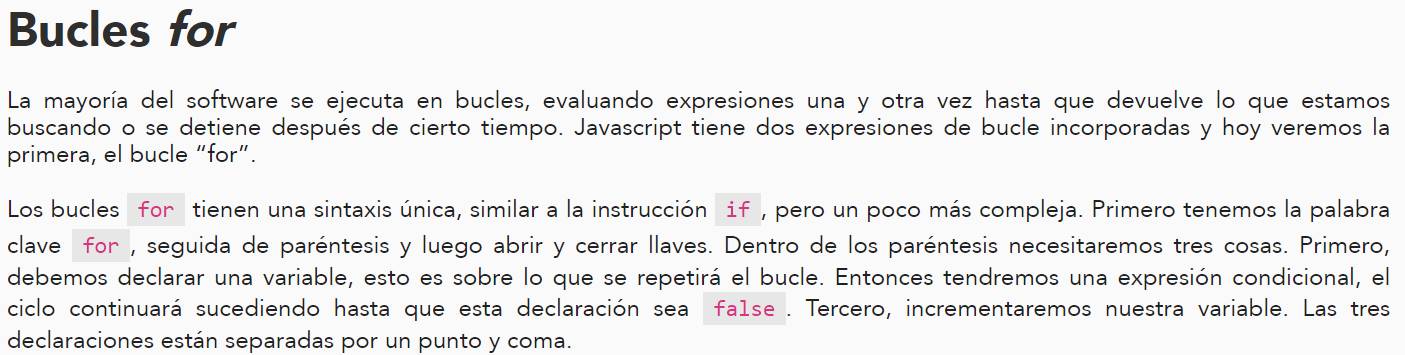 Bucles for
La mayoría del software se ejecuta en bucles, evaluando expresiones una y otra vez hasta que devuelve lo que estamos
buscando o se detiene después de cierto tiempo. Javascript tiene dos expresiones de bucle incorporadas y hoy veremos la
primera, el bucle “for”.
Los bucles for tienen una sintaxis única, similar a la instrucción if, pero un poco más compleja. Primero tenemos la palabra
clave for, seguida de paréntesis y luego abrir y cerrar llaves. Dentro de los paréntesis necesitaremos tres cosas. Primero,
debemos declarar una variable, esto es sobre lo que se repetirá el bucle. Entonces tendremos una expresión condicional, el
ciclo continuará sucediendo hasta que esta declaración sea false. Tercero, incrementaremos nuestra variable. Las tres
declaraciones están separadas por un punto y coma.